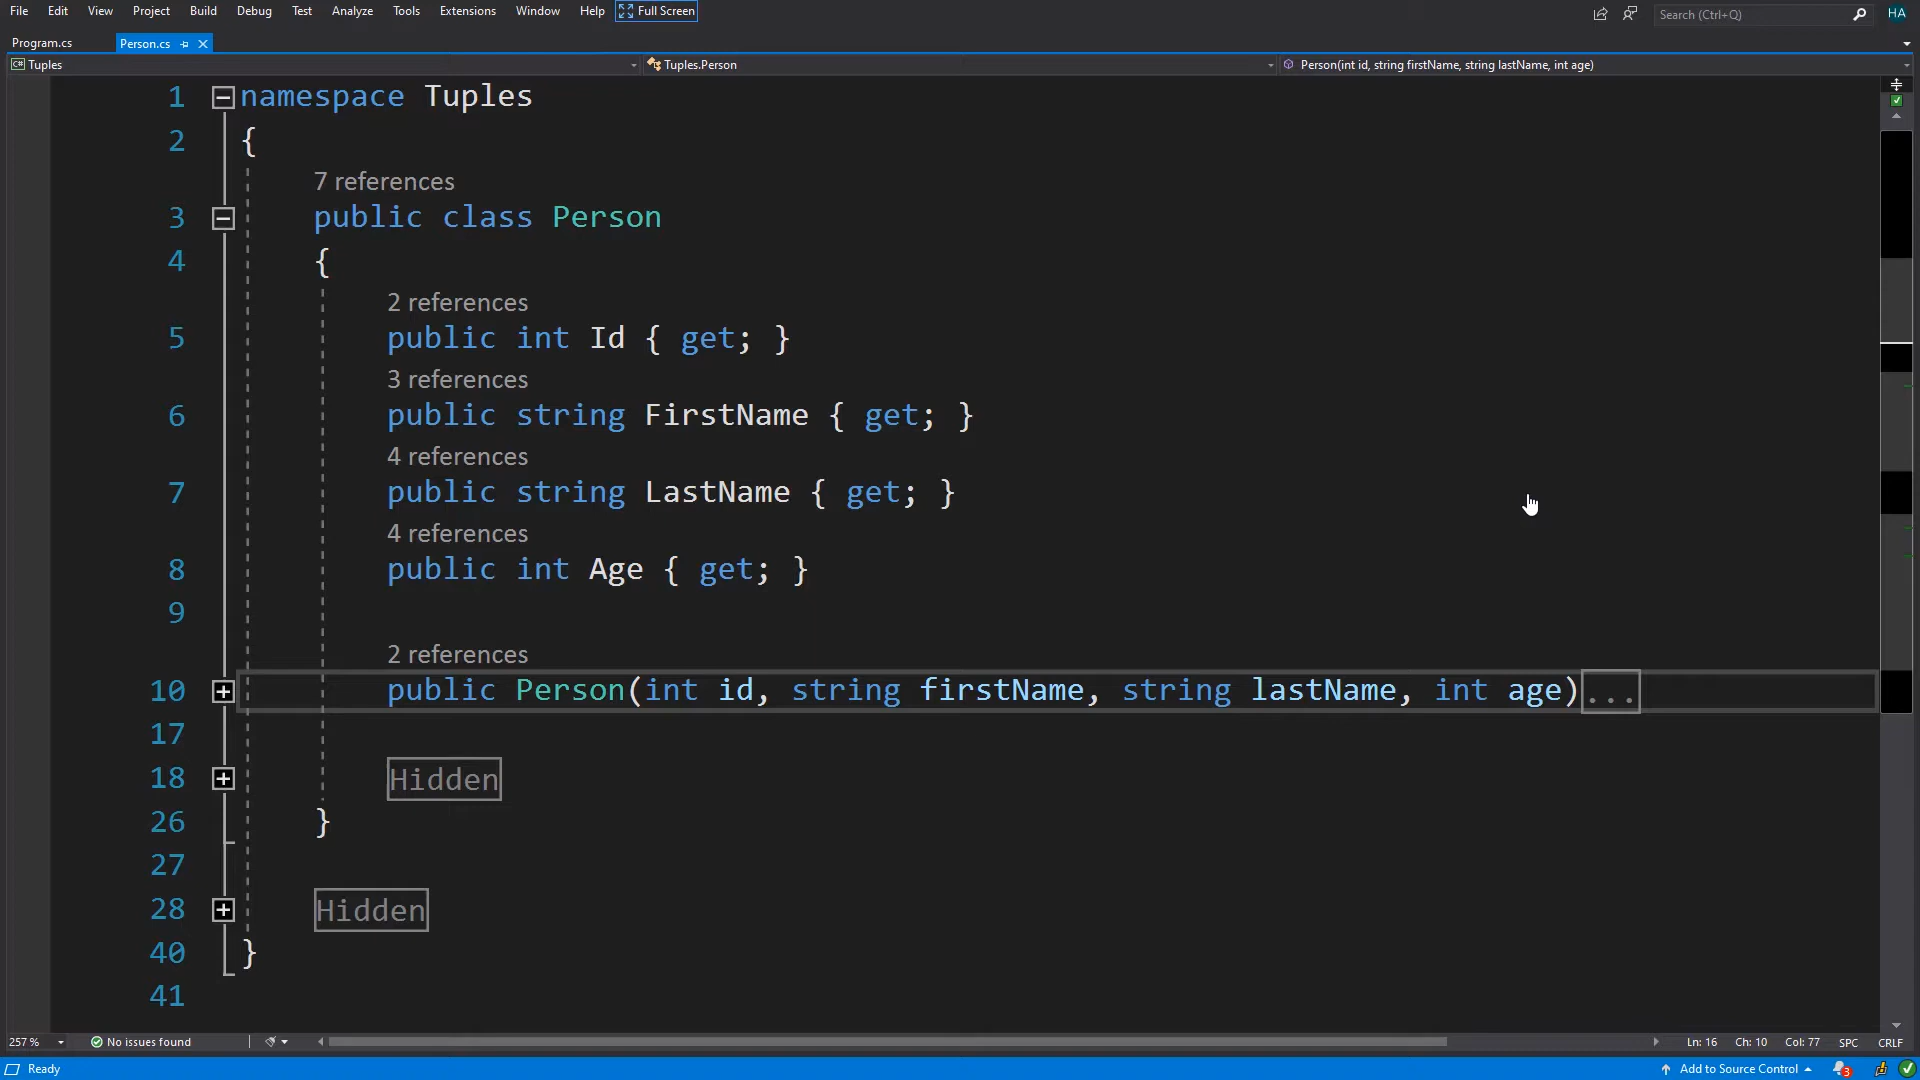 File Edit View Project Build Debug Test Analyze Tools Extensions Window Help Full Screen Search (Ctrl+Q) HA
Program.cs Person.cs
C# Tuples Tuples.Person Person(int id, string firstName, string lastName, int age)
1 namespace Tuples
2 {
7 references
3 public class Person
4 {
2 references
5 public int Id { get; }
3 references
6 public string FirstName { get; }
4 references
7 public string LastName { get; }
4 references
8 public int Age { get; }
9
2 references
10 public Person(int id, string firstName, string lastName, int age)...
17
18 Hidden
26 }
27
28 Hidden
40 }
41
257 % No issues found Ln: 16 Ch: 10 Col: 77 SPC CRLF
Ready Add to Source Control 3